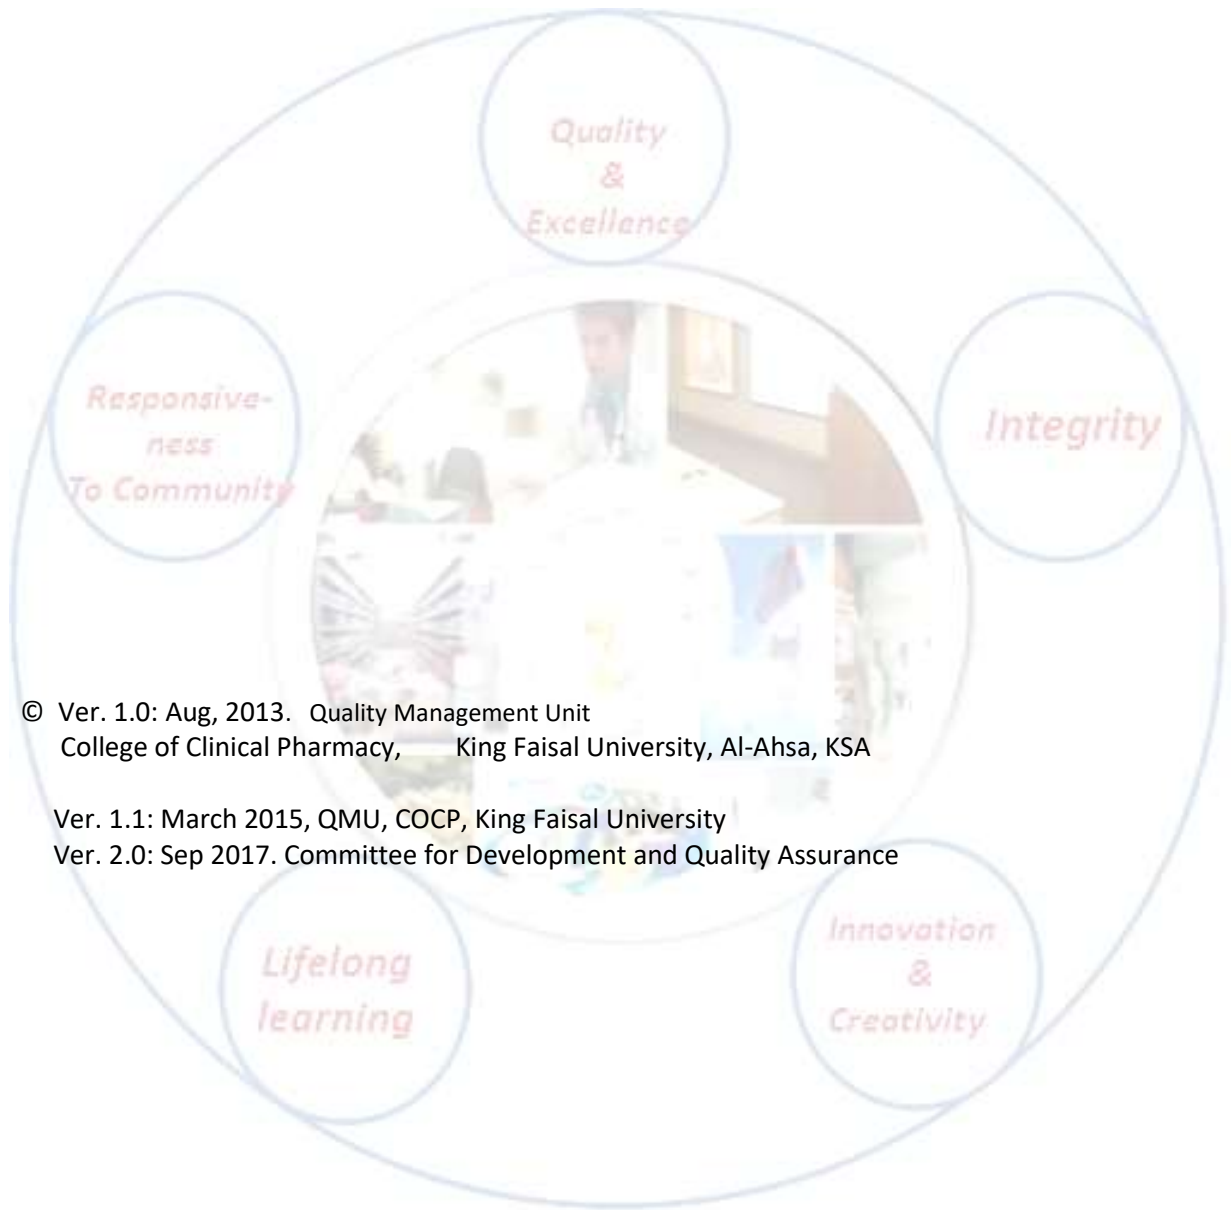 Quality
&
Excellence
Responsive-
ness
To Community
Integrity
© Ver. 1.0: Aug, 2013. Quality Management Unit
College of Clinical Pharmacy, King Faisal University, Al-Ahsa, KSA
Ver. 1.1: March 2015, QMU, COCP, King Faisal University
Ver. 2.0: Sep 2017. Committee for Development and Quality Assurance
Lifelong
learning
Innovation
&
Creativity